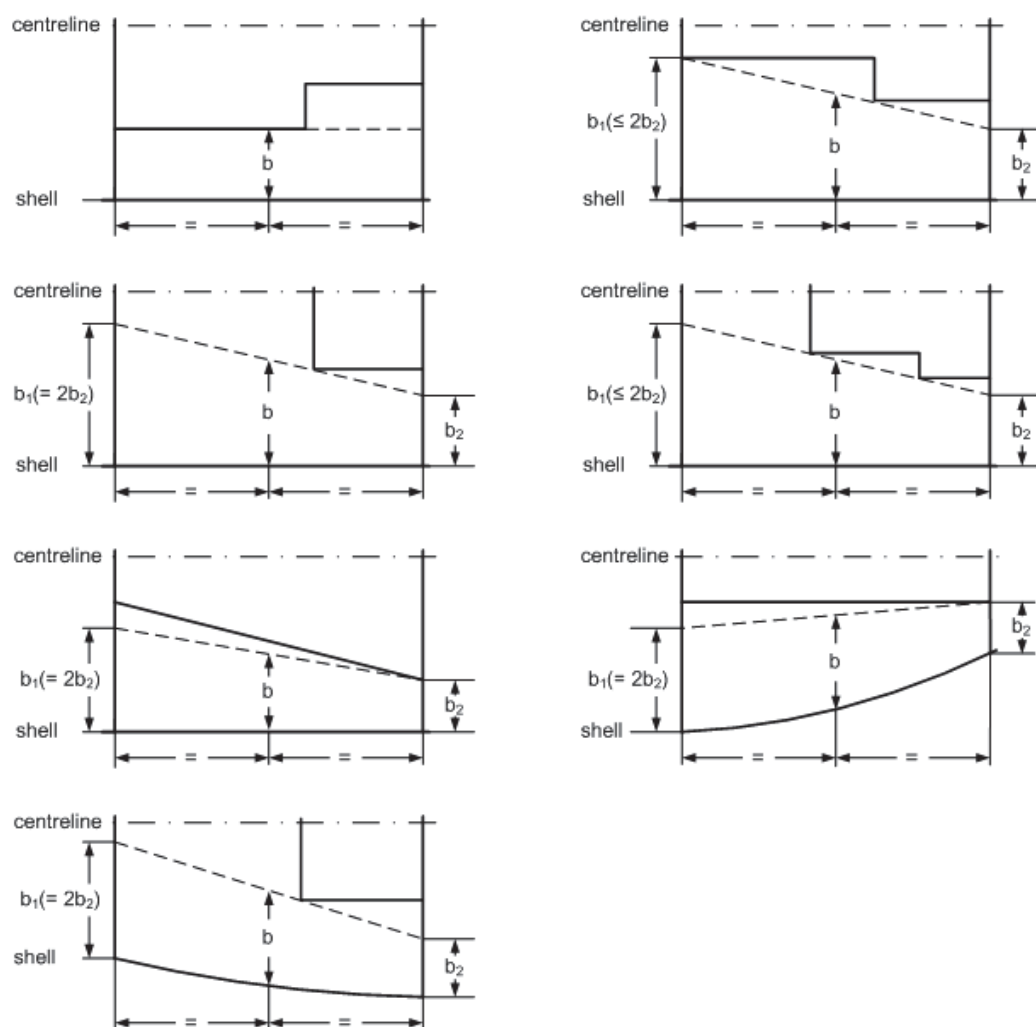 centreline
b
shell
= =
centreline
b₁(≤ 2b₂)
b
b₂
shell
= =
centreline
b₁(= 2b₂)
b
b₂
shell
= =
centreline
b₁(≤ 2b₂)
b
b₂
shell
= =
centreline
b₁(= 2b₂)
b
b₂
shell
= =
centreline
b₂
b
b₁(= 2b₂)
shell
= =
centreline
b₁(= 2b₂)
b
shell
b₂
= =